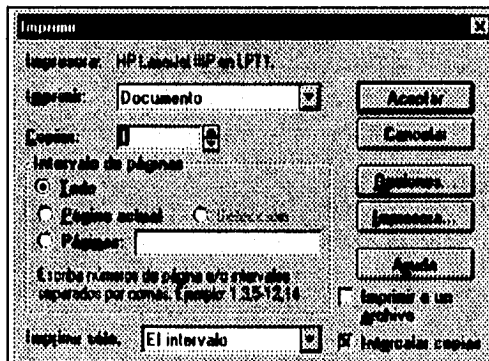 Imprimir
Impresora: HP LaserJet IIIP en LPT1:
Imprimir: Documento
Aceptar
Copias: 1
Cancelar
Intervalo de páginas
Todo
Opciones...
Página actual
Selección
Impresora...
Páginas:
Ayuda
Escriba números de página e/o intervalos
separados por comas. Ejemplo: 1,3,5-12,14
Imprimir a un
archivo
Imprimir sólo: El intervalo
Intercalar copias